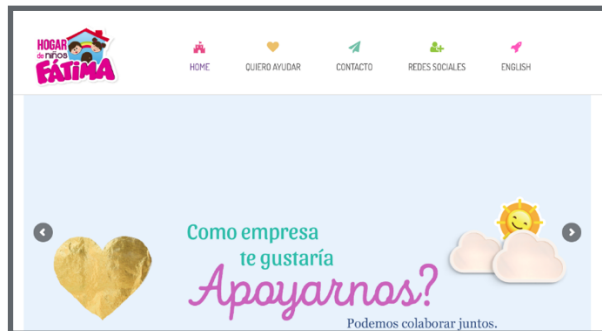 HOGAR
de niños
FÁTIMA
HOME
QUIERO AYUDAR
CONTACTO
REDES SOCIALES
ENGLISH
Como empresa
te gustaría
Apoyarnos?
Podemos colaborar juntos.